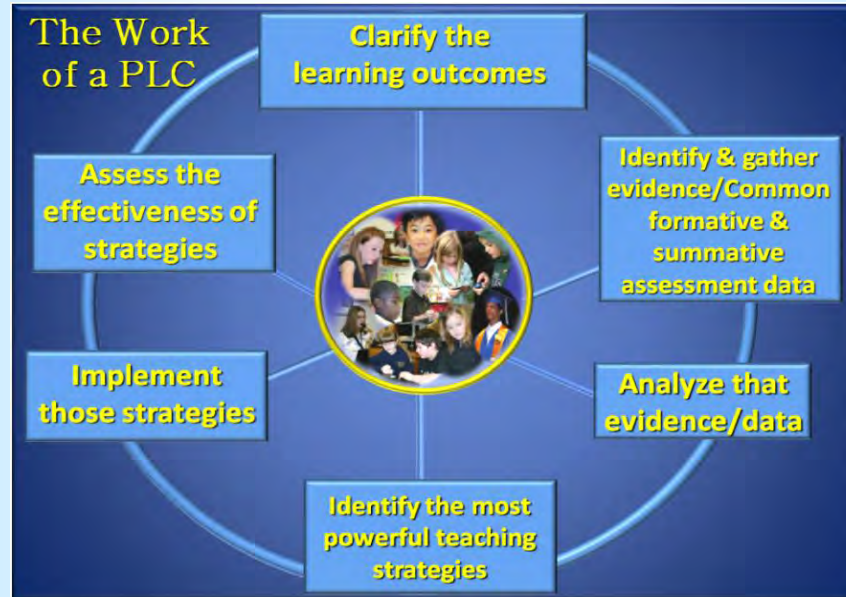 The Work
of a PLC
Clarify the
learning outcomes
Identify & gather
evidence/Common
formative &
summative
assessment data
Analyze that
evidence/data
Identify the most
powerful teaching
strategies
Implement
those strategies
Assess the
effectiveness of
strategies